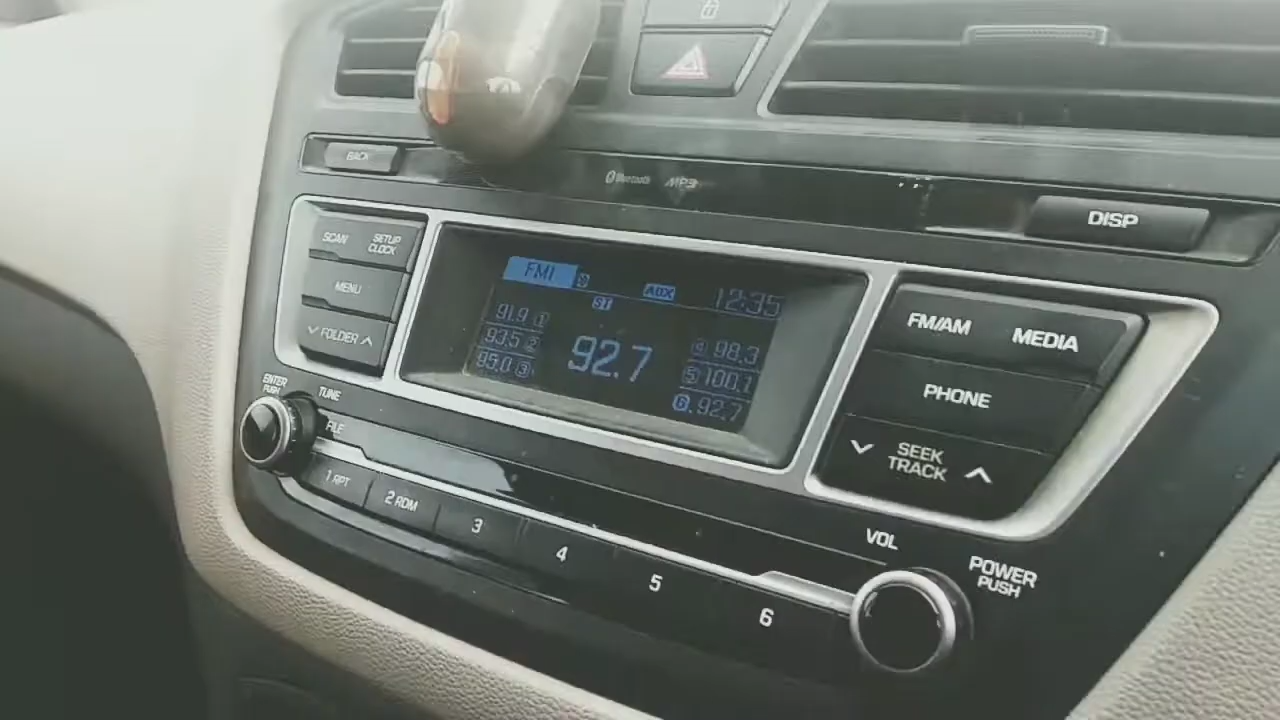 BACK
Bluetooth MP3
DISP
SCAN SETUP CLOCK
MENU
FOLDER
FM1 AUX 12:35
ST
91.9 1
93.5 2
95.0 3
92.7
4 98.3
5 100.1
6 92.7
FM/AM MEDIA
PHONE
SEEK
TRACK
ENTER
PUSH
TUNE
FILE
1 RPT
2 RDM
3
4
5
6
VOL
POWER
PUSH